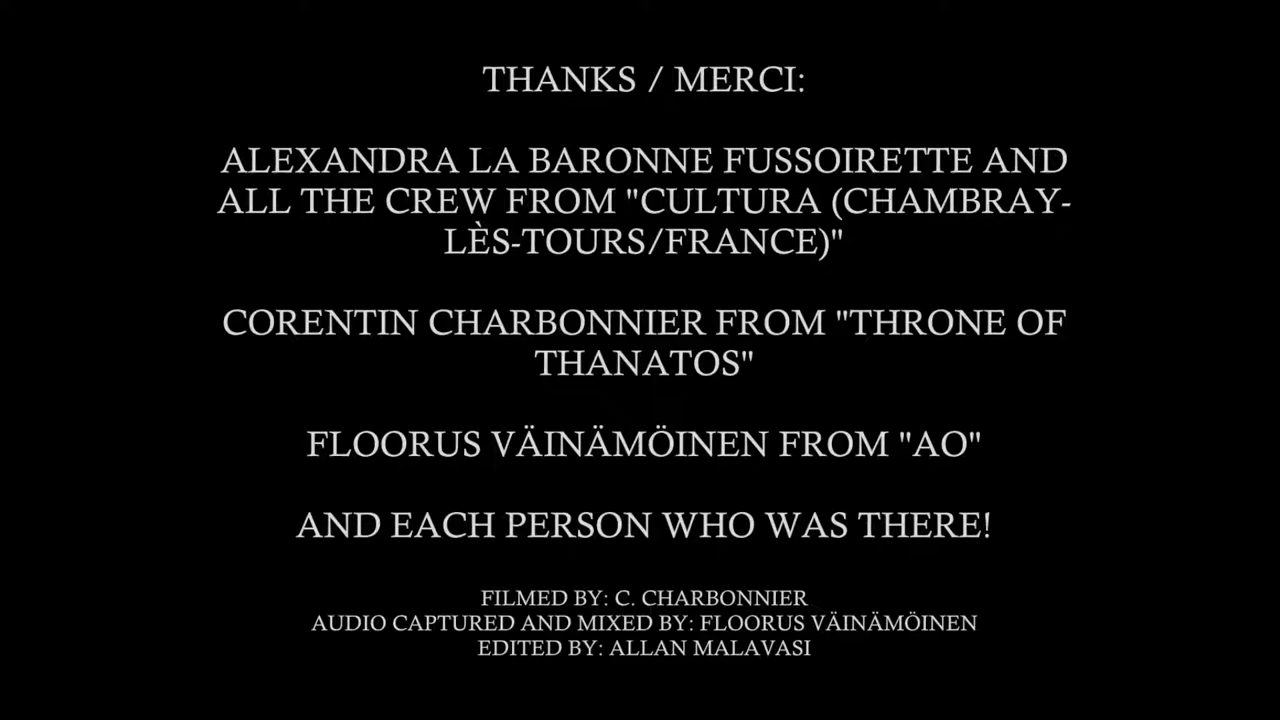 THANKS / MERCI:
ALEXANDRA LA BARONNE FUSSOIRETTE AND
ALL THE CREW FROM "CULTURA (CHAMBRAY-
LÈS-TOURS/FRANCE)"
CORENTIN CHARBONNIER FROM "THRONE OF
THANATOS"
FLOORUS VÄINÄMÖINEN FROM "AO"
AND EACH PERSON WHO WAS THERE!
FILMED BY: C. CHARBONNIER
AUDIO CAPTURED AND MIXED BY: FLOORUS VÄINÄMÖINEN
EDITED BY: ALLAN MALAVASI